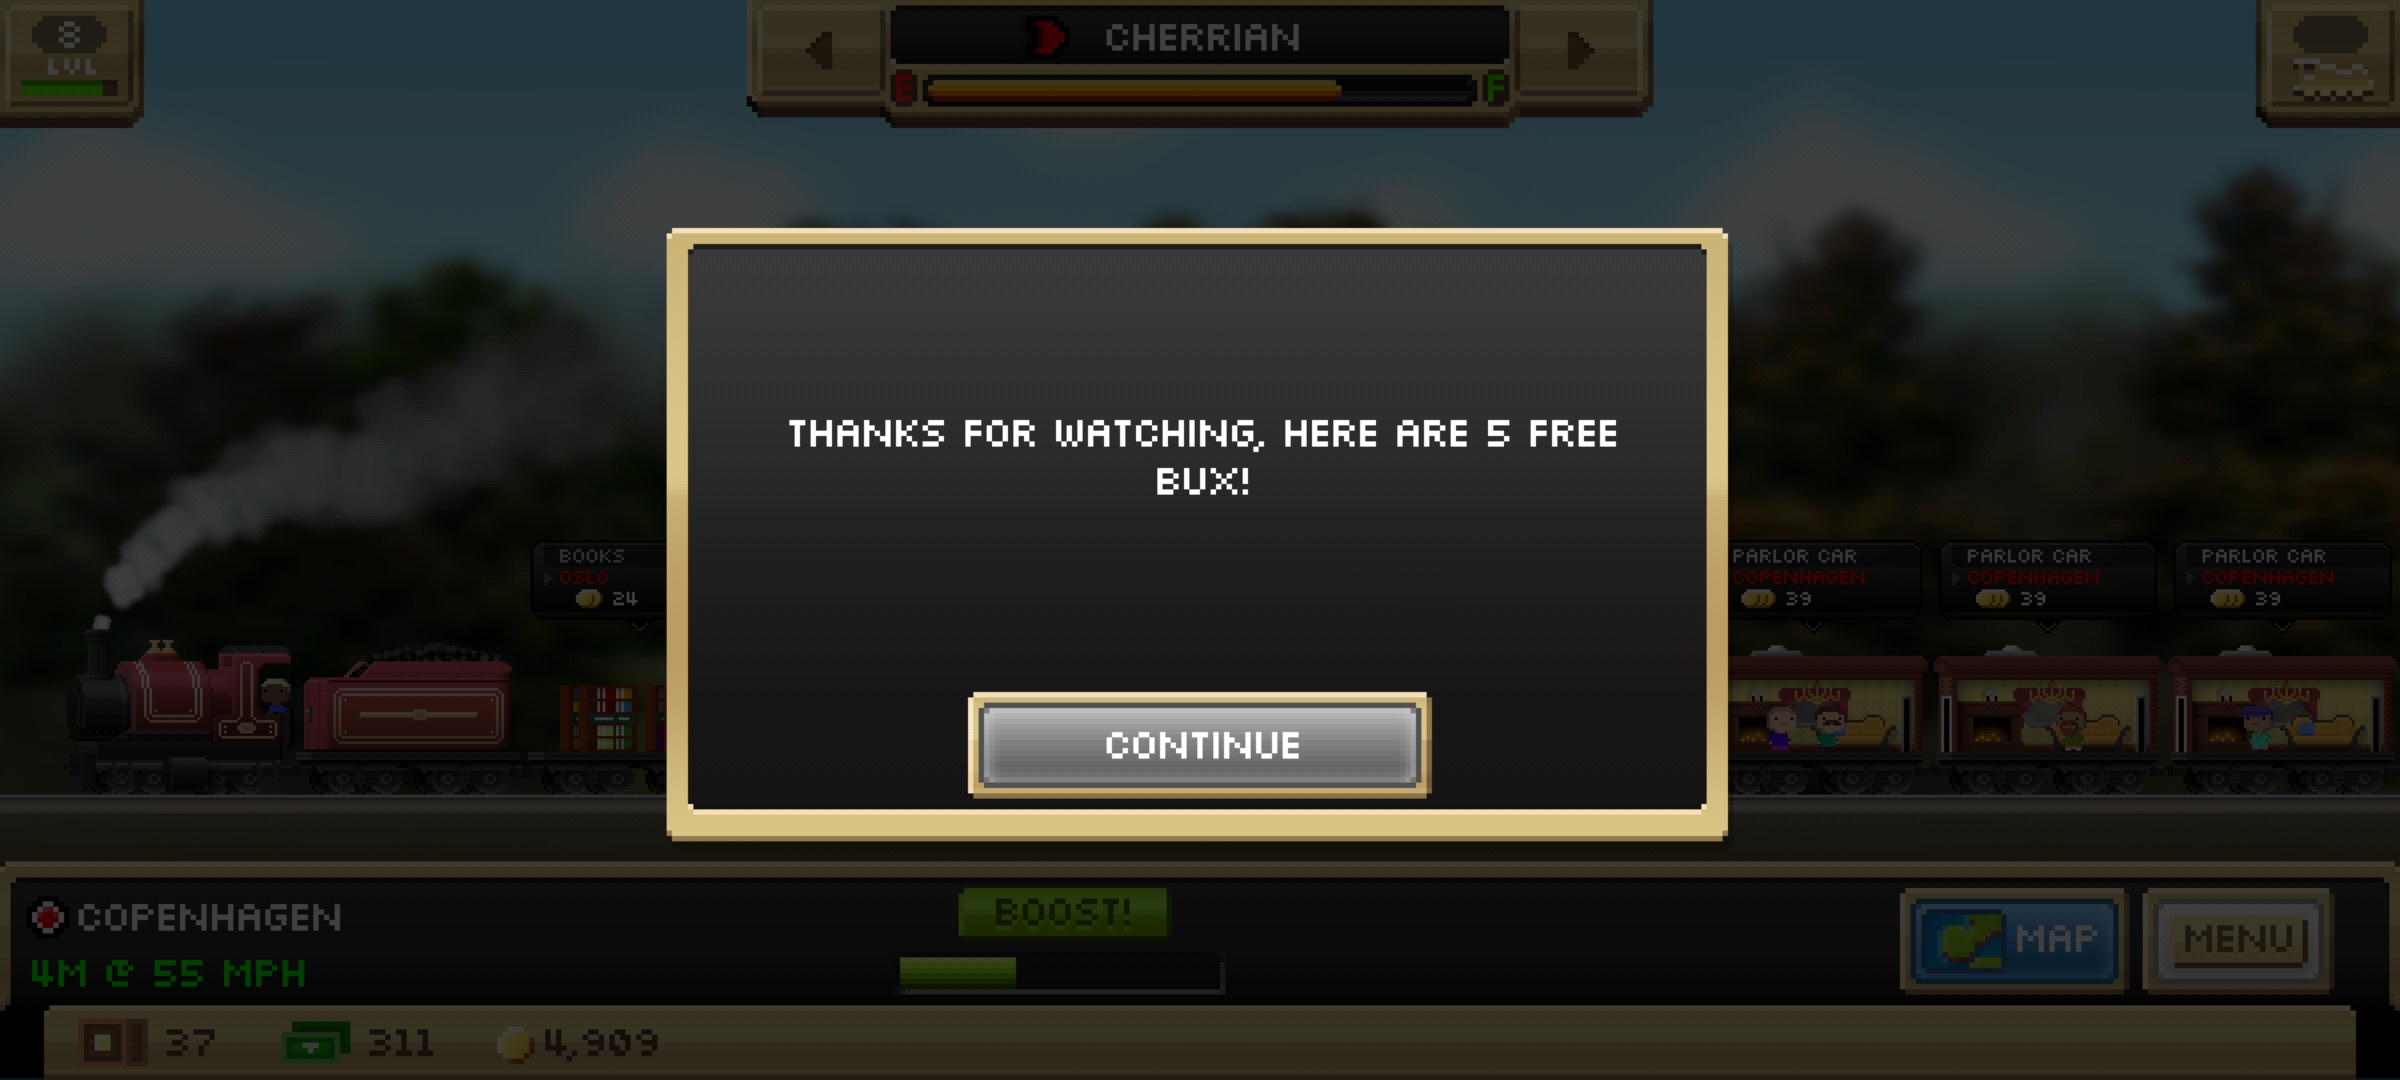 8
LVL
CHERRIAN
E F
THANKS FOR WATCHING, HERE ARE 5 FREE
BUX!
CONTINUE
BOOKS
OSLO
24
PARLOR CAR
COPENHAGEN
39
PARLOR CAR
COPENHAGEN
39
PARLOR CAR
COPENHAGEN
39
COPENHAGEN
4M @ 55 MPH
BOOST!
MAP
MENU
37 311 4,909